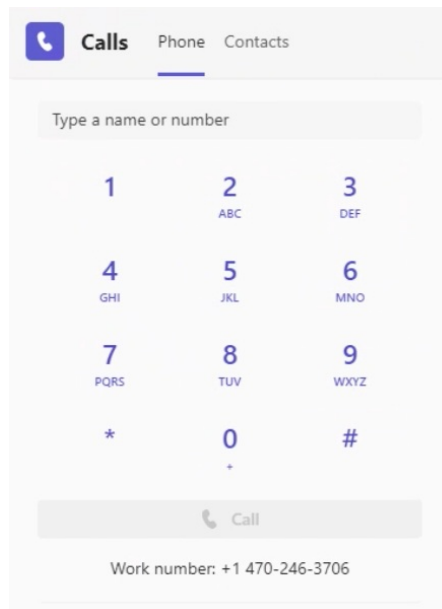 Calls Phone Contacts
Type a name or number
1 2 3
ABC DEF
4 5 6
GHI JKL MNO
7 8 9
PQRS TUV WXYZ
* 0 #
+
Call
Work number: +1 470-246-3706